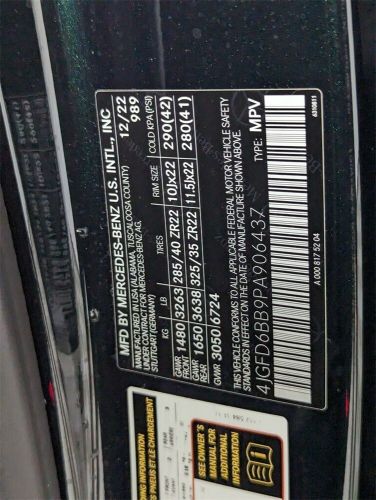 MFD BY MERCEDES-BENZ U.S. INTL., INC
MANUFACTURED IN USA (ALABAMA, TUSCALOOSA COUNTY) 12/22
UNDER CONTRACT FOR MERCEDES-BENZ AG, 989
STUTTGART (GERMANY)
KG LB TIRES RIM SIZE COLD KPA (PSI)
GAWR FRONT 1480 3263 285/40 ZR22 10Jx22 290(42)
GAWR REAR 1650 3638 325/35 ZR22 11.5Jx22 280(41)
GVWR 3050 6724
THIS VEHICLE CONFORMS TO ALL APPLICABLE FEDERAL MOTOR VEHICLE SAFETY
STANDARDS IN EFFECT ON THE DATE OF MANUFACTURE SHOWN ABOVE.
4JGFD6BB9PA906437 TYPE: MPV
A 000 817 52 04
6310811
SEE OWNER'S
MANUAL FOR
ADDITIONAL
INFORMATION